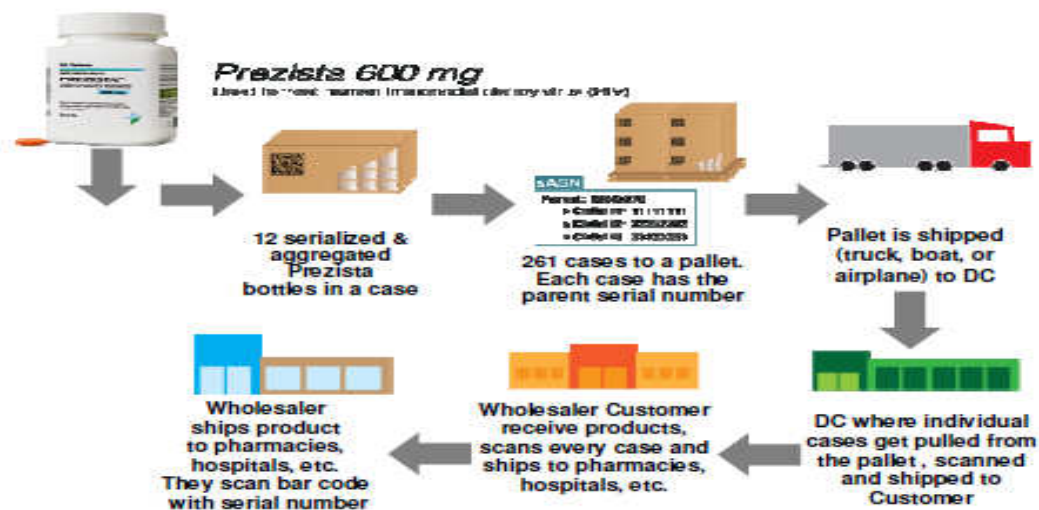 PREZISTA
Prezista 600 mg
12 serialized &
aggregated
Prezista
bottles in a case
sASN
261 cases to a pallet.
Each case has the
parent serial number
Pallet is shipped
(truck, boat, or
airplane) to DC
Wholesaler
ships product
to pharmacies,
hospitals, etc.
They scan bar code
with serial number
Wholesaler Customer
receive products,
scans every case and
ships to pharmacies,
hospitals, etc.
DC where individual
cases get pulled from
the pallet , scanned
and shipped to
Customer